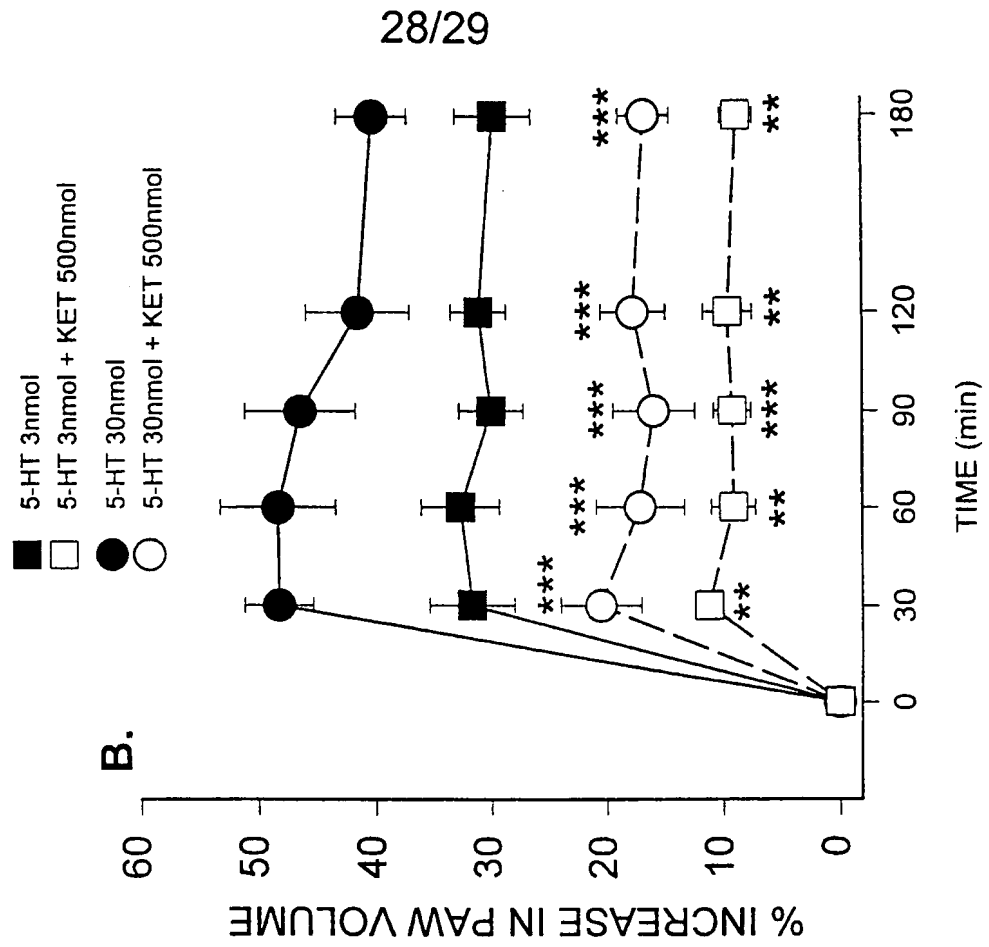 28/29
B.
5-HT 3nmol
5-HT 3nmol + KET 500nmol
5-HT 30nmol
5-HT 30nmol + KET 500nmol
% INCREASE IN PAW VOLUME
60
50
40
30
20
10
0
*** *** *** *** ***
** ** *** ** **
0 30 60 90 120 180
TIME (min)